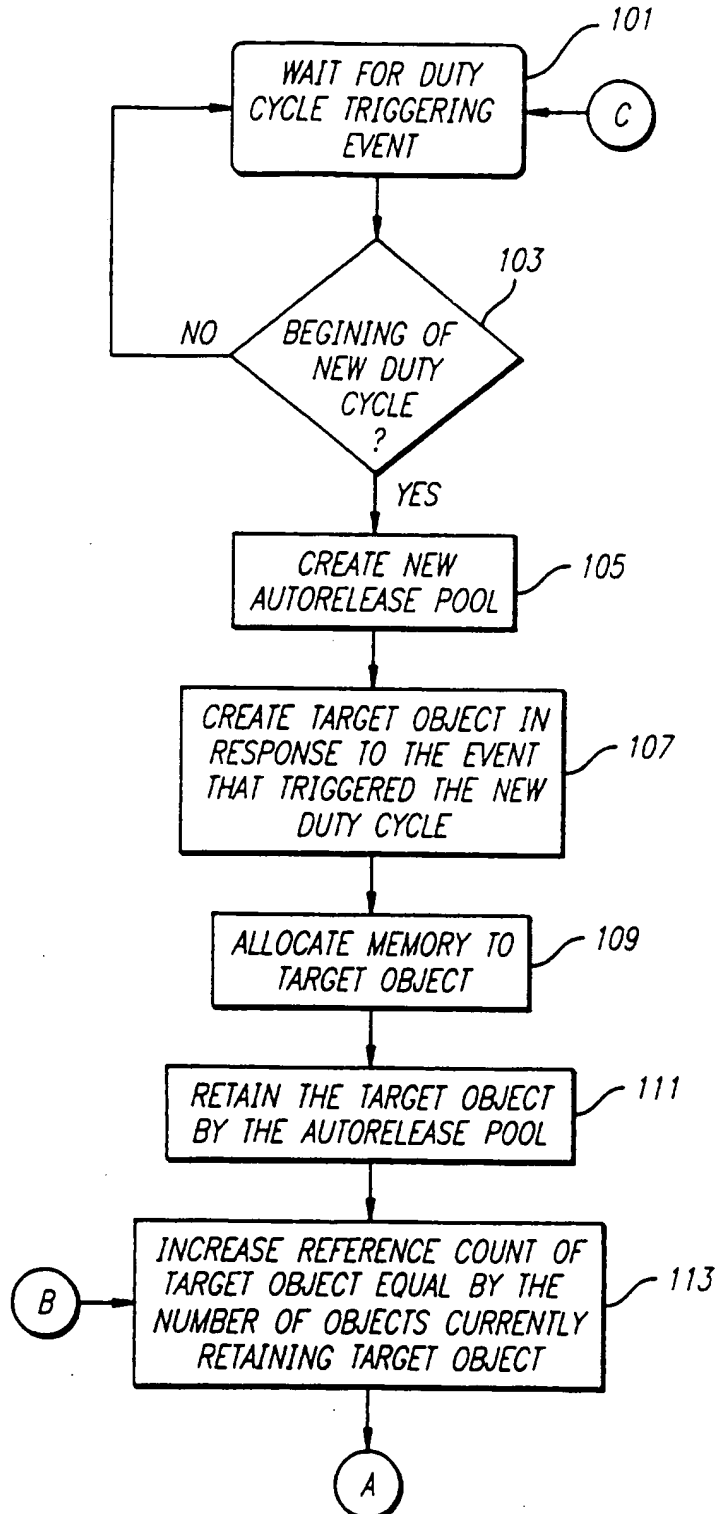 101
WAIT FOR DUTY
CYCLE TRIGGERING
EVENT
C
103
NO
BEGINING OF
NEW DUTY
CYCLE
?
YES
CREATE NEW
AUTORELEASE POOL
105
CREATE TARGET OBJECT IN
RESPONSE TO THE EVENT
THAT TRIGGERED THE NEW
DUTY CYCLE
107
ALLOCATE MEMORY TO
TARGET OBJECT
109
RETAIN THE TARGET OBJECT
BY THE AUTORELEASE POOL
111
INCREASE REFERENCE COUNT OF
TARGET OBJECT EQUAL BY THE
NUMBER OF OBJECTS CURRENTLY
RETAINING TARGET OBJECT
113
B
A